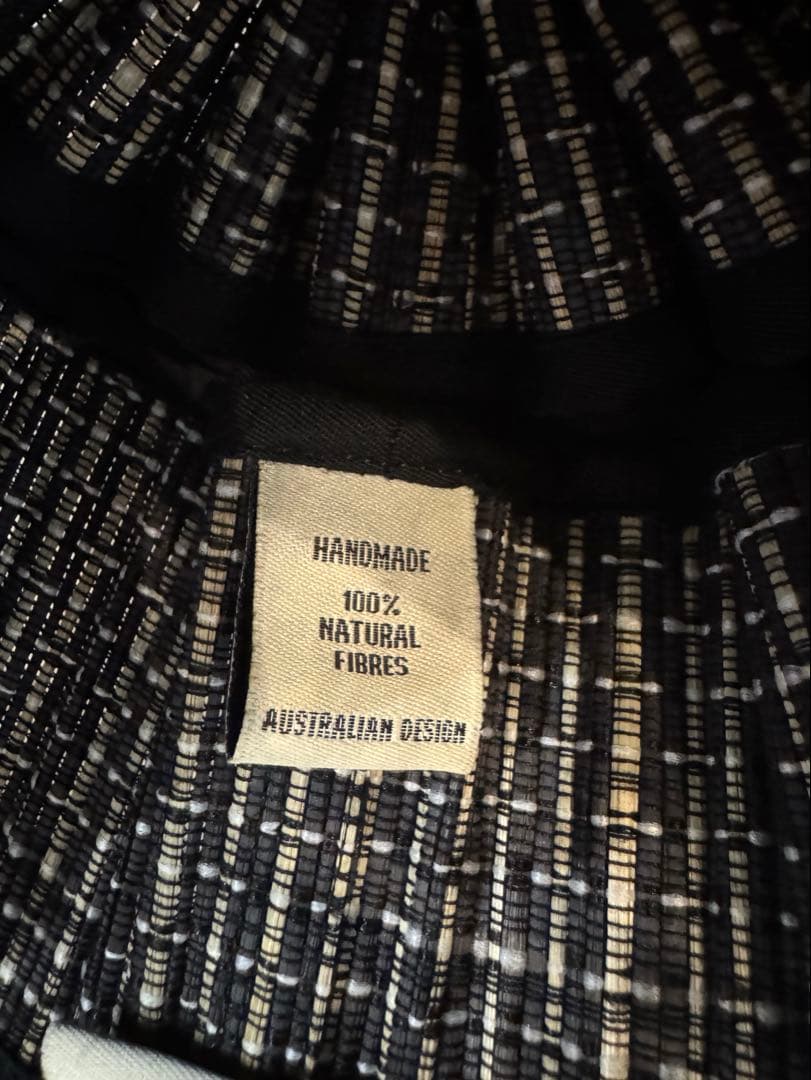 HANDMADE
100%
NATURAL
FIBRES
AUSTRALIAN DESIGN